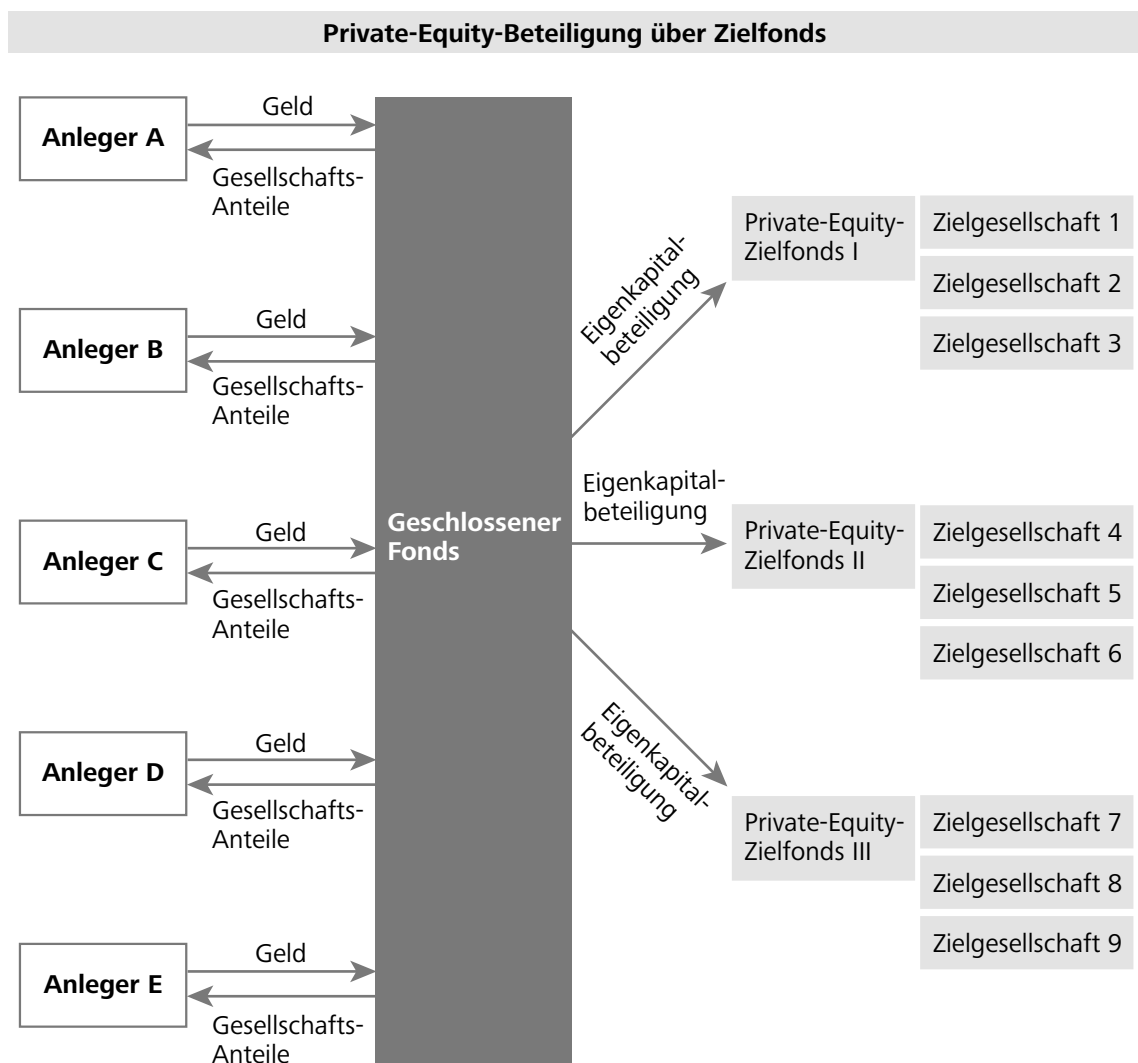 Private-Equity-Beteiligung über Zielfonds
Anleger A
Geld
Gesellschafts-
Anteile
Anleger B
Geld
Gesellschafts-
Anteile
Anleger C
Geld
Gesellschafts-
Anteile
Anleger D
Geld
Gesellschafts-
Anteile
Anleger E
Geld
Gesellschafts-
Anteile
Geschlossener
Fonds
Eigenkapital-
beteiligung
Private-Equity-
Zielfonds I
Zielgesellschaft 1
Zielgesellschaft 2
Zielgesellschaft 3
Eigenkapital-
beteiligung
Private-Equity-
Zielfonds II
Zielgesellschaft 4
Zielgesellschaft 5
Zielgesellschaft 6
Eigenkapital-
beteiligung
Private-Equity-
Zielfonds III
Zielgesellschaft 7
Zielgesellschaft 8
Zielgesellschaft 9